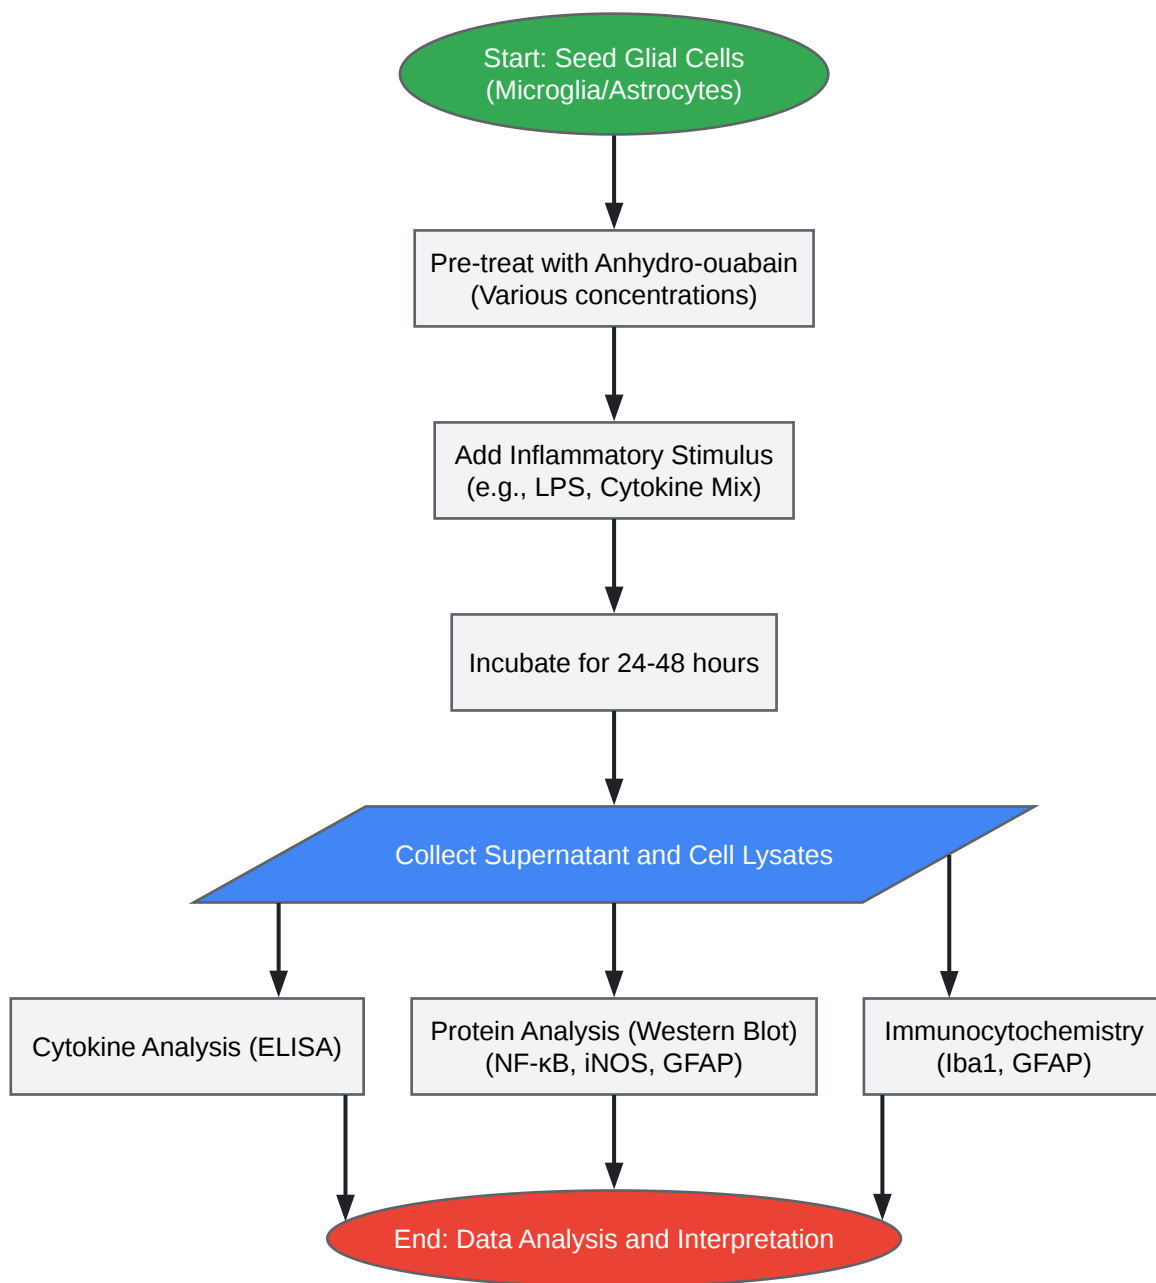 Start: Seed Glial Cells
(Microglia/Astrocytes)
Pre-treat with Anhydro-ouabain
(Various concentrations)
Add Inflammatory Stimulus
(e.g., LPS, Cytokine Mix)
Incubate for 24-48 hours
Collect Supernatant and Cell Lysates
Cytokine Analysis (ELISA)
Protein Analysis (Western Blot)
(NF-κB, iNOS, GFAP)
Immunocytochemistry
(Iba1, GFAP)
End: Data Analysis and Interpretation